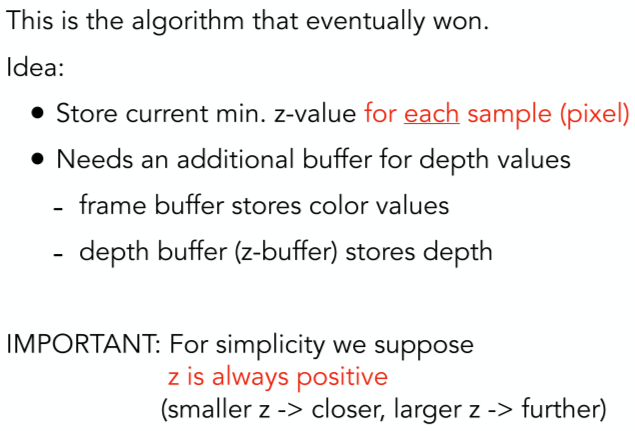 This is the algorithm that eventually won.
Idea:
• Store current min. z-value for each sample (pixel)
• Needs an additional buffer for depth values
- frame buffer stores color values
- depth buffer (z-buffer) stores depth
IMPORTANT: For simplicity we suppose
z is always positive
(smaller z -> closer, larger z -> further)